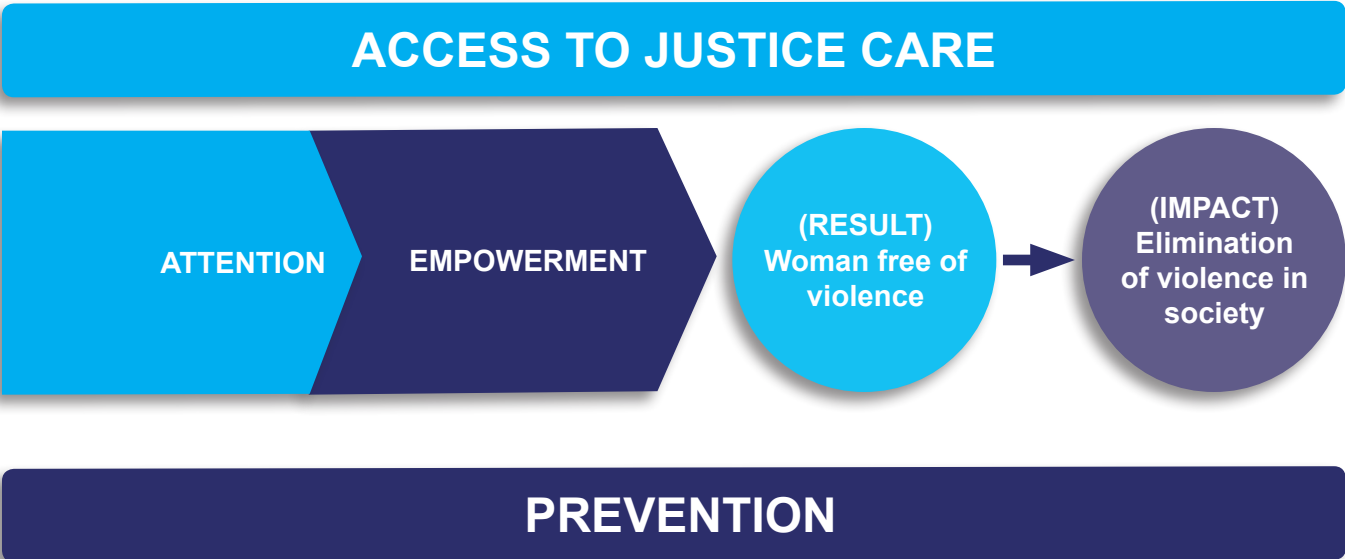 ACCESS TO JUSTICE CARE
ATTENTION
EMPOWERMENT
(RESULT)
Woman free of
violence
(IMPACT)
Elimination
of violence in
society
PREVENTION